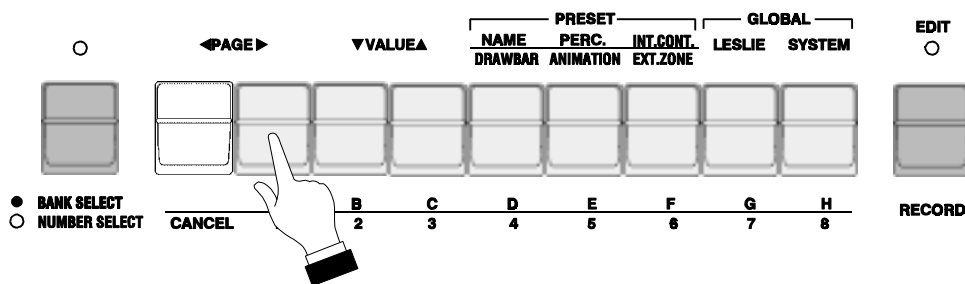 PRESET GLOBAL EDIT
◀PAGE▶ ▼VALUE▲ NAME PERC. INT.CONT. LESLIE SYSTEM
DRAWBAR ANIMATION EXT.ZONE
● BANK SELECT B C D E F G H RECORD
○ NUMBER SELECT CANCEL 2 3 4 5 6 7 8